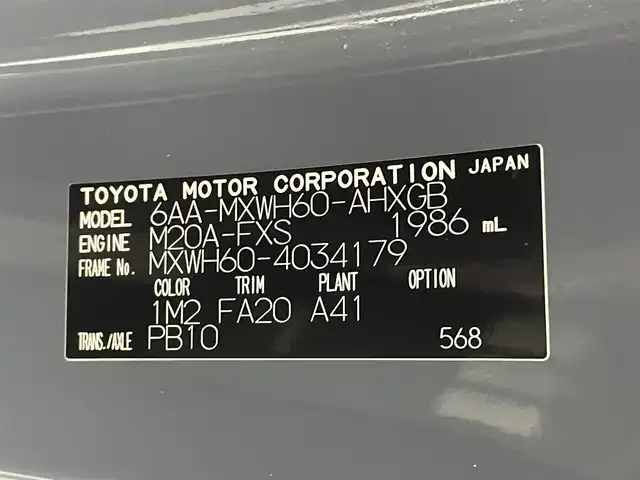 TOYOTA MOTOR CORPORATION JAPAN
MODEL 6AA-MXWH60-AHXGB
ENGINE M20A-FXS 1986 mL
FRAME No. MXWH60-4034179
COLOR TRIM PLANT OPTION
1M2 FA20 A41
TRANS./AXLE PB10 568